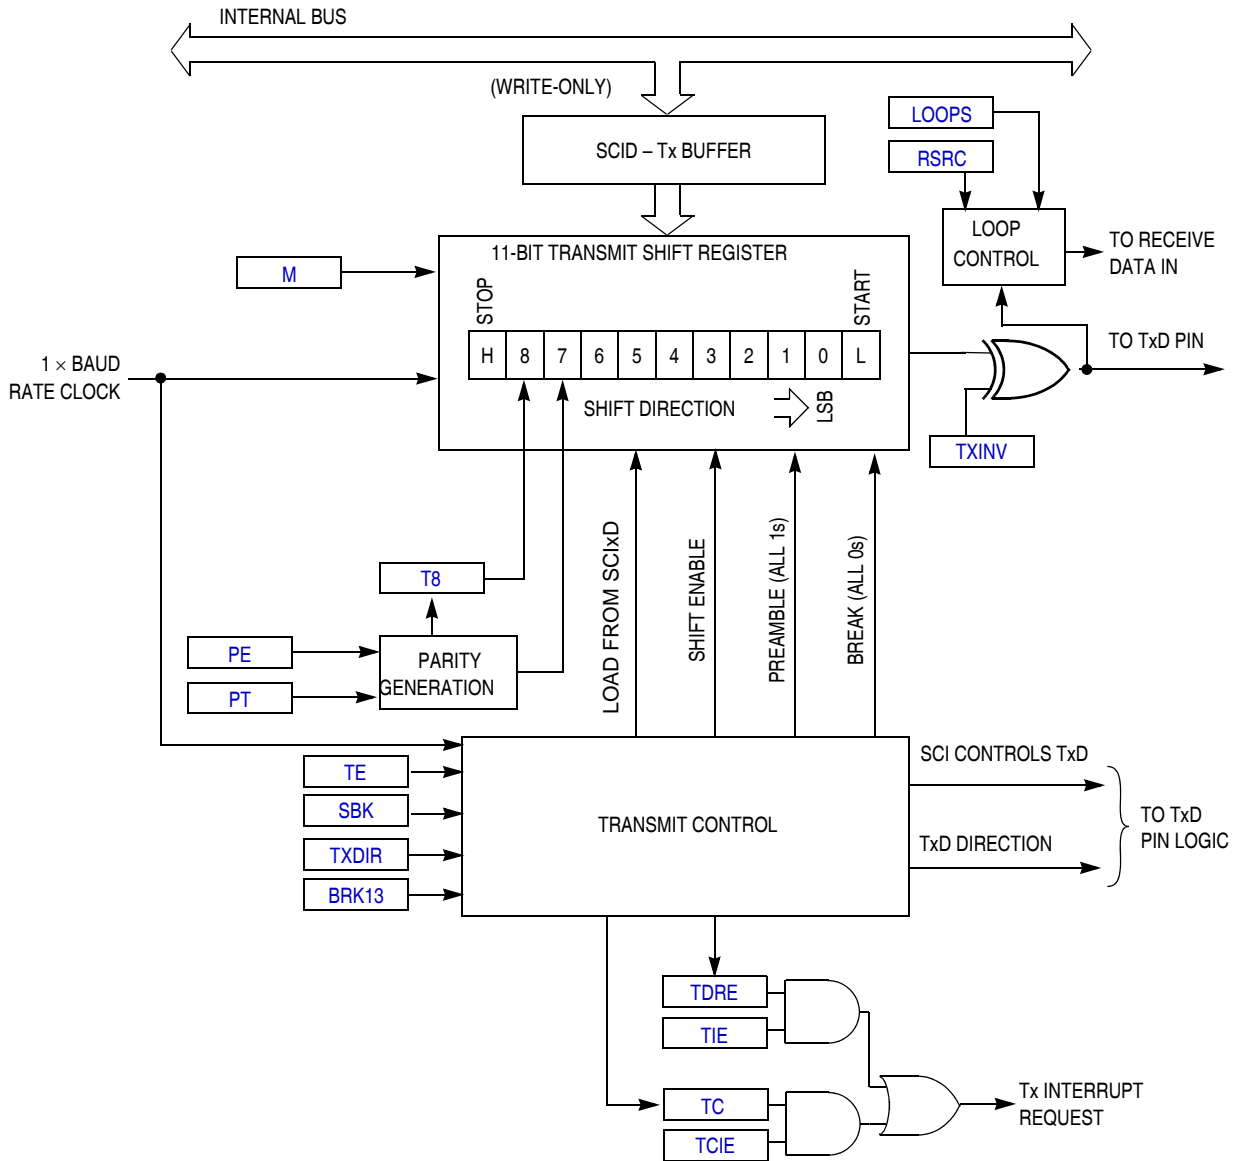 INTERNAL BUS
(WRITE-ONLY)
SCID – Tx BUFFER
LOOPS
RSRC
LOOP
CONTROL
TO RECEIVE
DATA IN
11-BIT TRANSMIT SHIFT REGISTER
M
STOP
START
H 8 7 6 5 4 3 2 1 0 L
1 × BAUD
RATE CLOCK
TO TxD PIN
SHIFT DIRECTION
LSB
TXINV
LOAD FROM SCIxD
SHIFT ENABLE
PREAMBLE (ALL 1s)
BREAK (ALL 0s)
T8
PE
PT
PARITY
GENERATION
TE
SBK
TXDIR
BRK13
TRANSMIT CONTROL
SCI CONTROLS TxD
TxD DIRECTION
TO TxD
PIN LOGIC
TDRE
TIE
TC
TCIE
Tx INTERRUPT
REQUEST